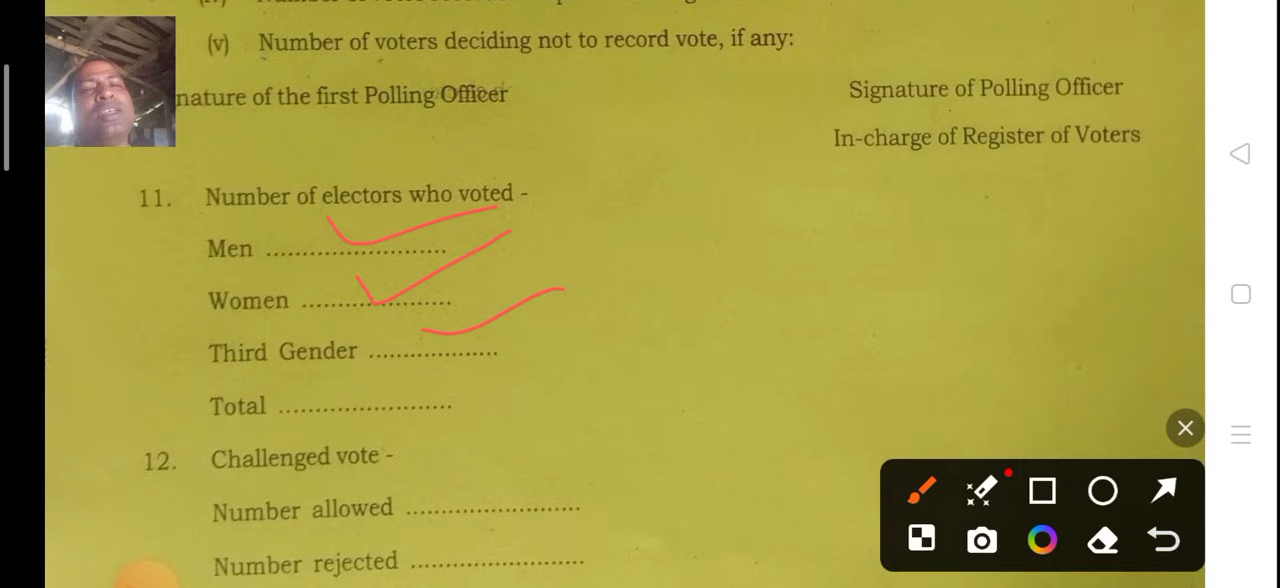 (v) Number of voters deciding not to record vote, if any:
nature of the first Polling Officer
Signature of Polling Officer
In-charge of Register of Voters
11. Number of electors who voted -
Men ..........................
Women .....................
Third Gender ..................
Total ........................
12. Challenged vote -
Number allowed ........................
Number rejected ........................